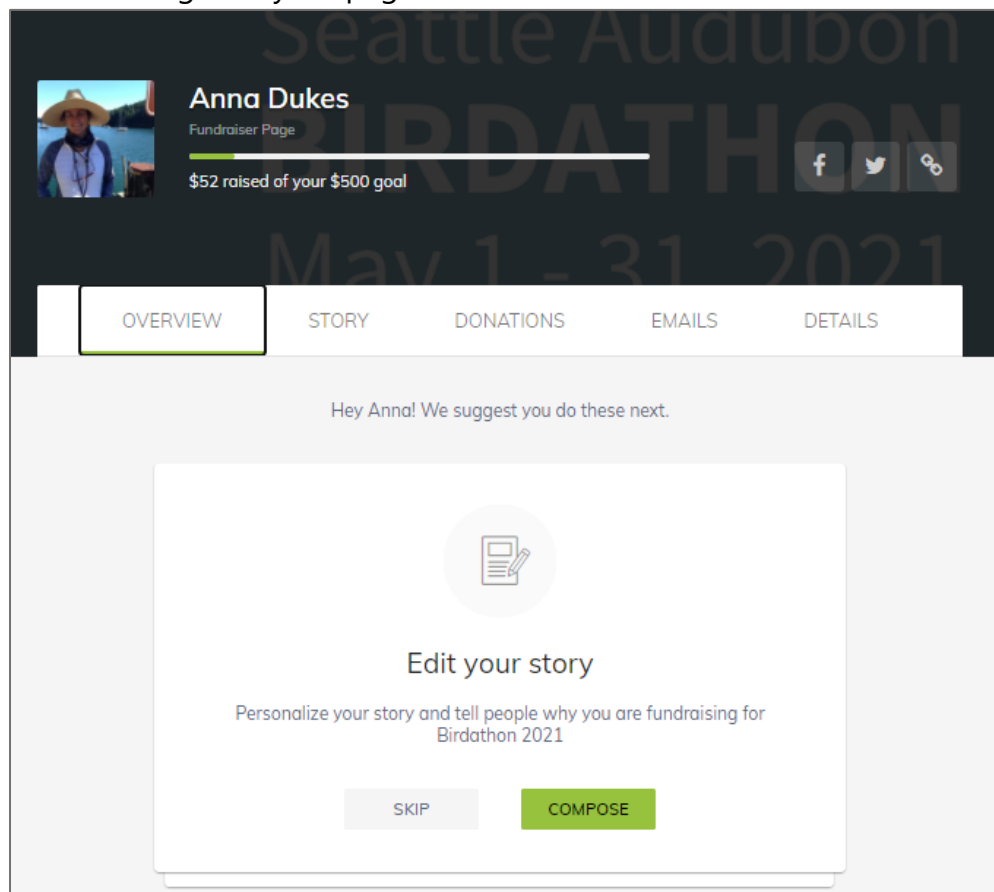 Seattle Audubon
BIRDATHON
May 1 - 31, 2021
Anna Dukes
Fundraiser Page
$52 raised of your $500 goal
OVERVIEW STORY DONATIONS EMAILS DETAILS
Hey Anna! We suggest you do these next.
Edit your story
Personalize your story and tell people why you are fundraising for
Birdathon 2021
SKIP COMPOSE